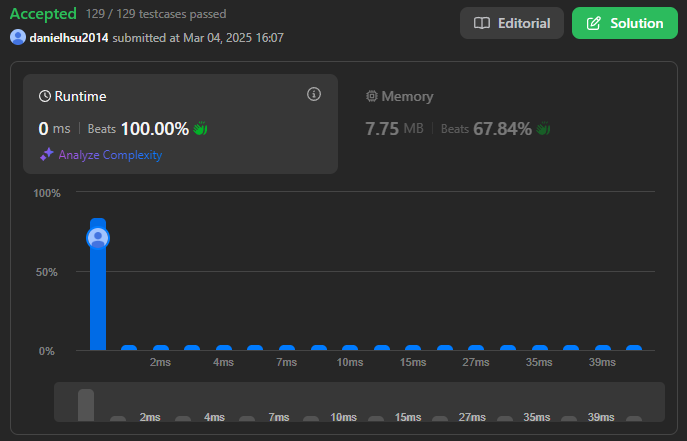 Accepted 129 / 129 testcases passed
Editorial
Solution
danielhsu2014 submitted at Mar 04, 2025 16:07
Runtime
Memory
0 ms | Beats 100.00%
7.75 MB | Beats 67.84%
Analyze Complexity
100%
50%
0%
2ms 4ms 7ms 10ms 15ms 27ms 35ms 39ms
2ms 4ms 7ms 10ms 15ms 27ms 35ms 39ms